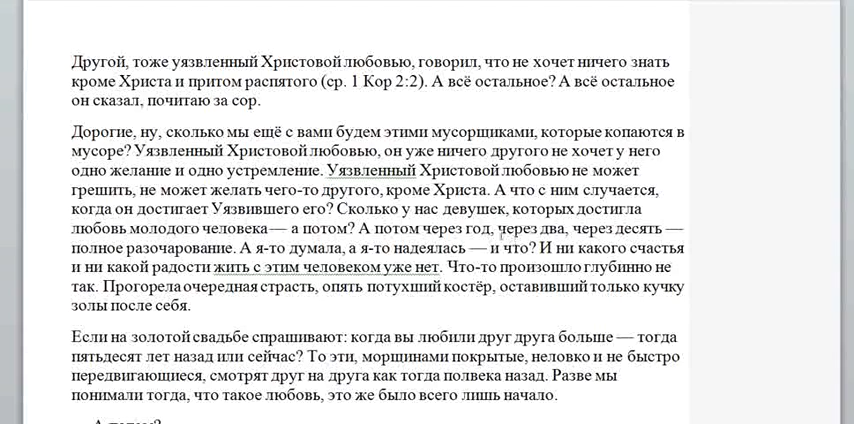 Другой, тоже уязвленный Христовой любовью, говорил, что не хочет ничего знать
кроме Христа и притом распятого (ср. 1 Кор 2:2). А всё остальное? А всё остальное
он сказал, почитаю за сор.
Дорогие, ну, сколько мы ещё с вами будем этими мусорщиками, которые копаются в
мусоре? Уязвленный Христовой любовью, он уже ничего другого не хочет у него
одно желание и одно устремление. Уязвленный Христовой любовью не может
грешить, не может желать чего-то другого, кроме Христа. А что с ним случается,
когда он достигает Уязвившего его? Сколько у нас девушек, которых достигла
любовь молодого человека — а потом? А потом через год, через два, через десять —
полное разочарование. А я-то думала, а я-то надеялась — и что? И ни какого счастья
и ни какой радости жить с этим человеком уже нет. Что-то произошло глубинно не
так. Прогорела очередная страсть, опять потухший костёр, оставивший только кучку
золы после себя.
Если на золотой свадьбе спрашивают: когда вы любили друг друга больше — тогда
пятьдесят лет назад или сейчас? То эти, морщинами покрытые, неловко и не быстро
передвигающиеся, смотрят друг на друга как тогда полвека назад. Разве мы
понимали тогда, что такое любовь, это же было всего лишь начало.